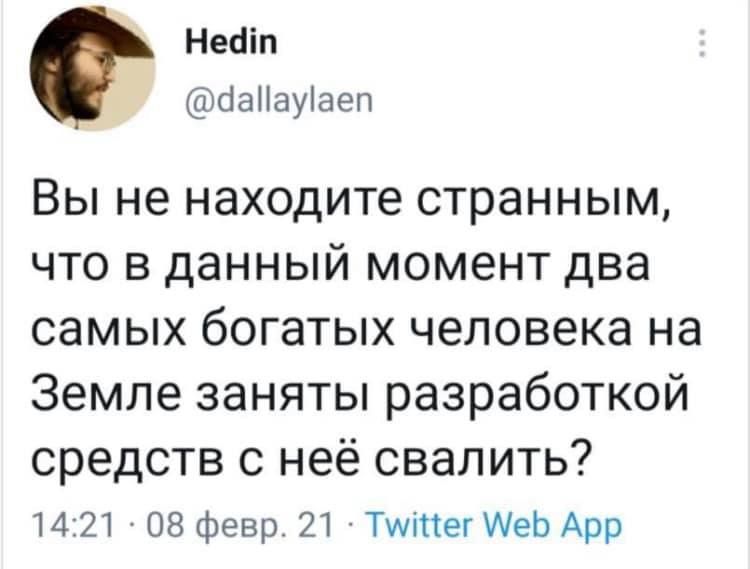 Hedin
@dallaylaen
Вы не находите странным,
что в данный момент два
самых богатых человека на
Земле заняты разработкой
средств с неё свалить?
14:21 · 08 февр. 21 · Twitter Web App